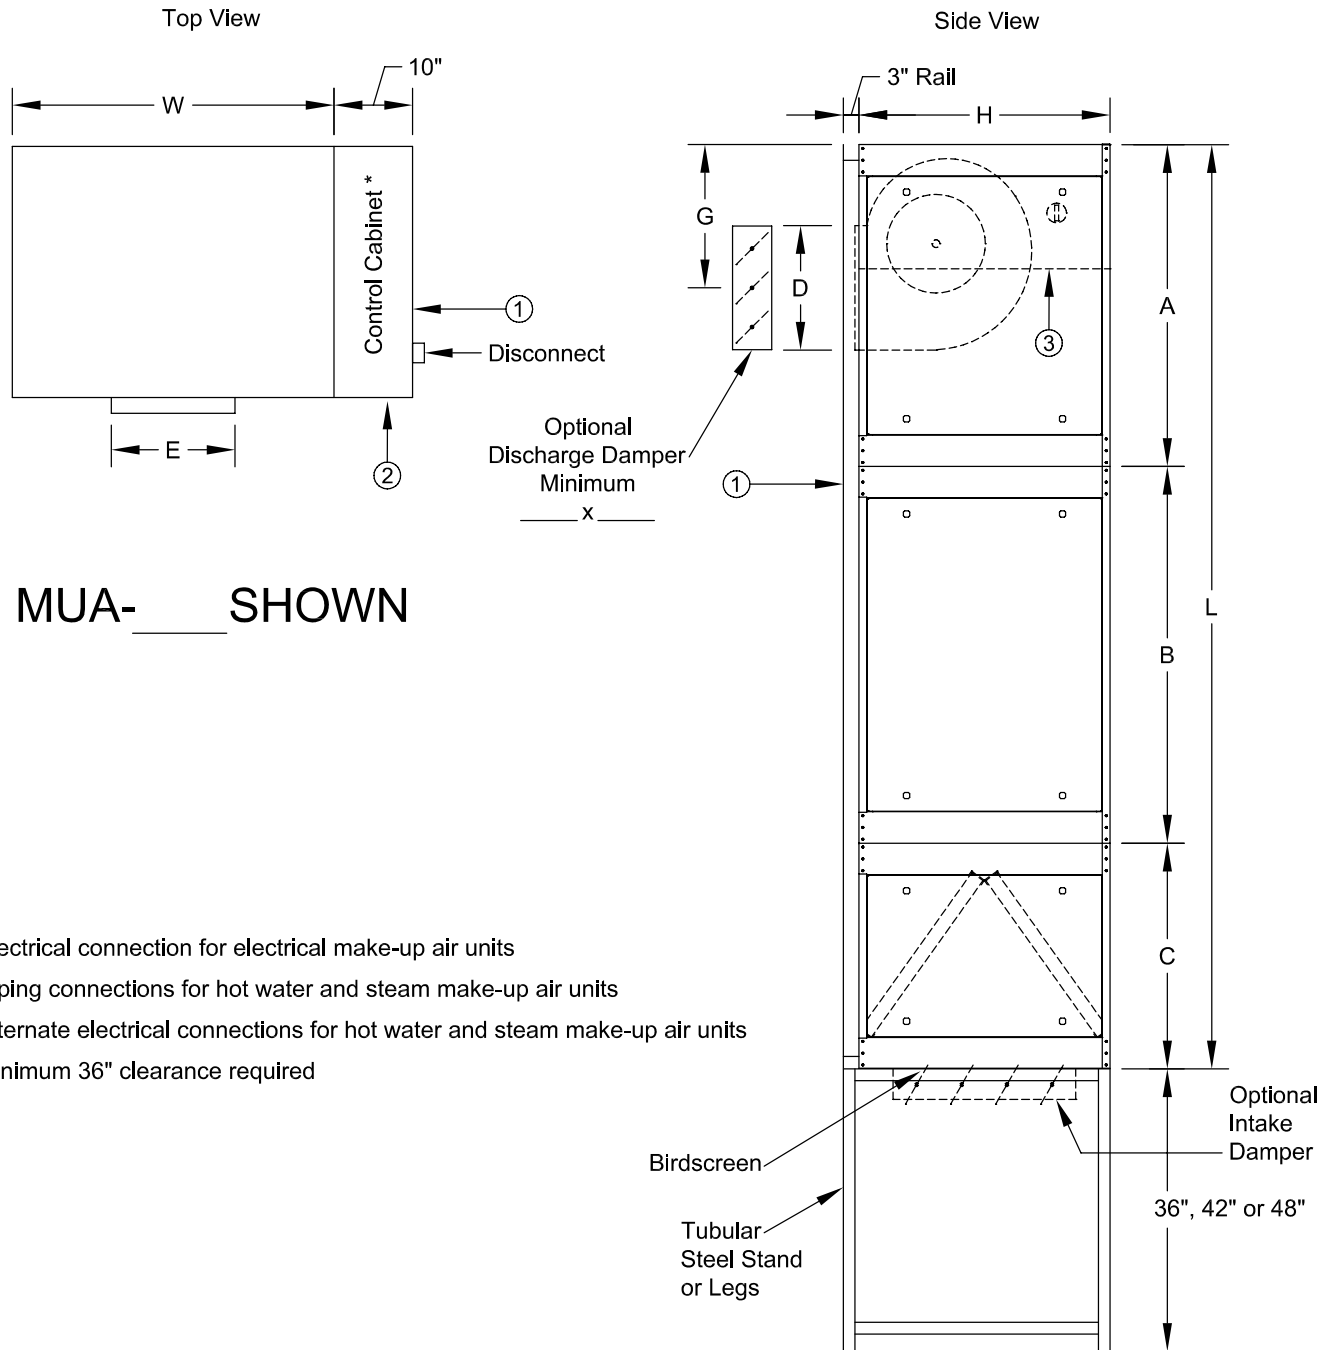 Top View
Side View
10"
3" Rail
W
H
Control Cabinet *
G
D
A
1
Disconnect
3
E
2
Optional
Discharge Damper
Minimum
_____ x _____
1
MUA-____ SHOWN
L
B
C
ectrical connection for electrical make-up air units
ping connections for hot water and steam make-up air units
ternate electrical connections for hot water and steam make-up air units
nimum 36" clearance required
Optional
Intake
Damper
Birdscreen
36", 42" or 48"
Tubular
Steel Stand
or Legs